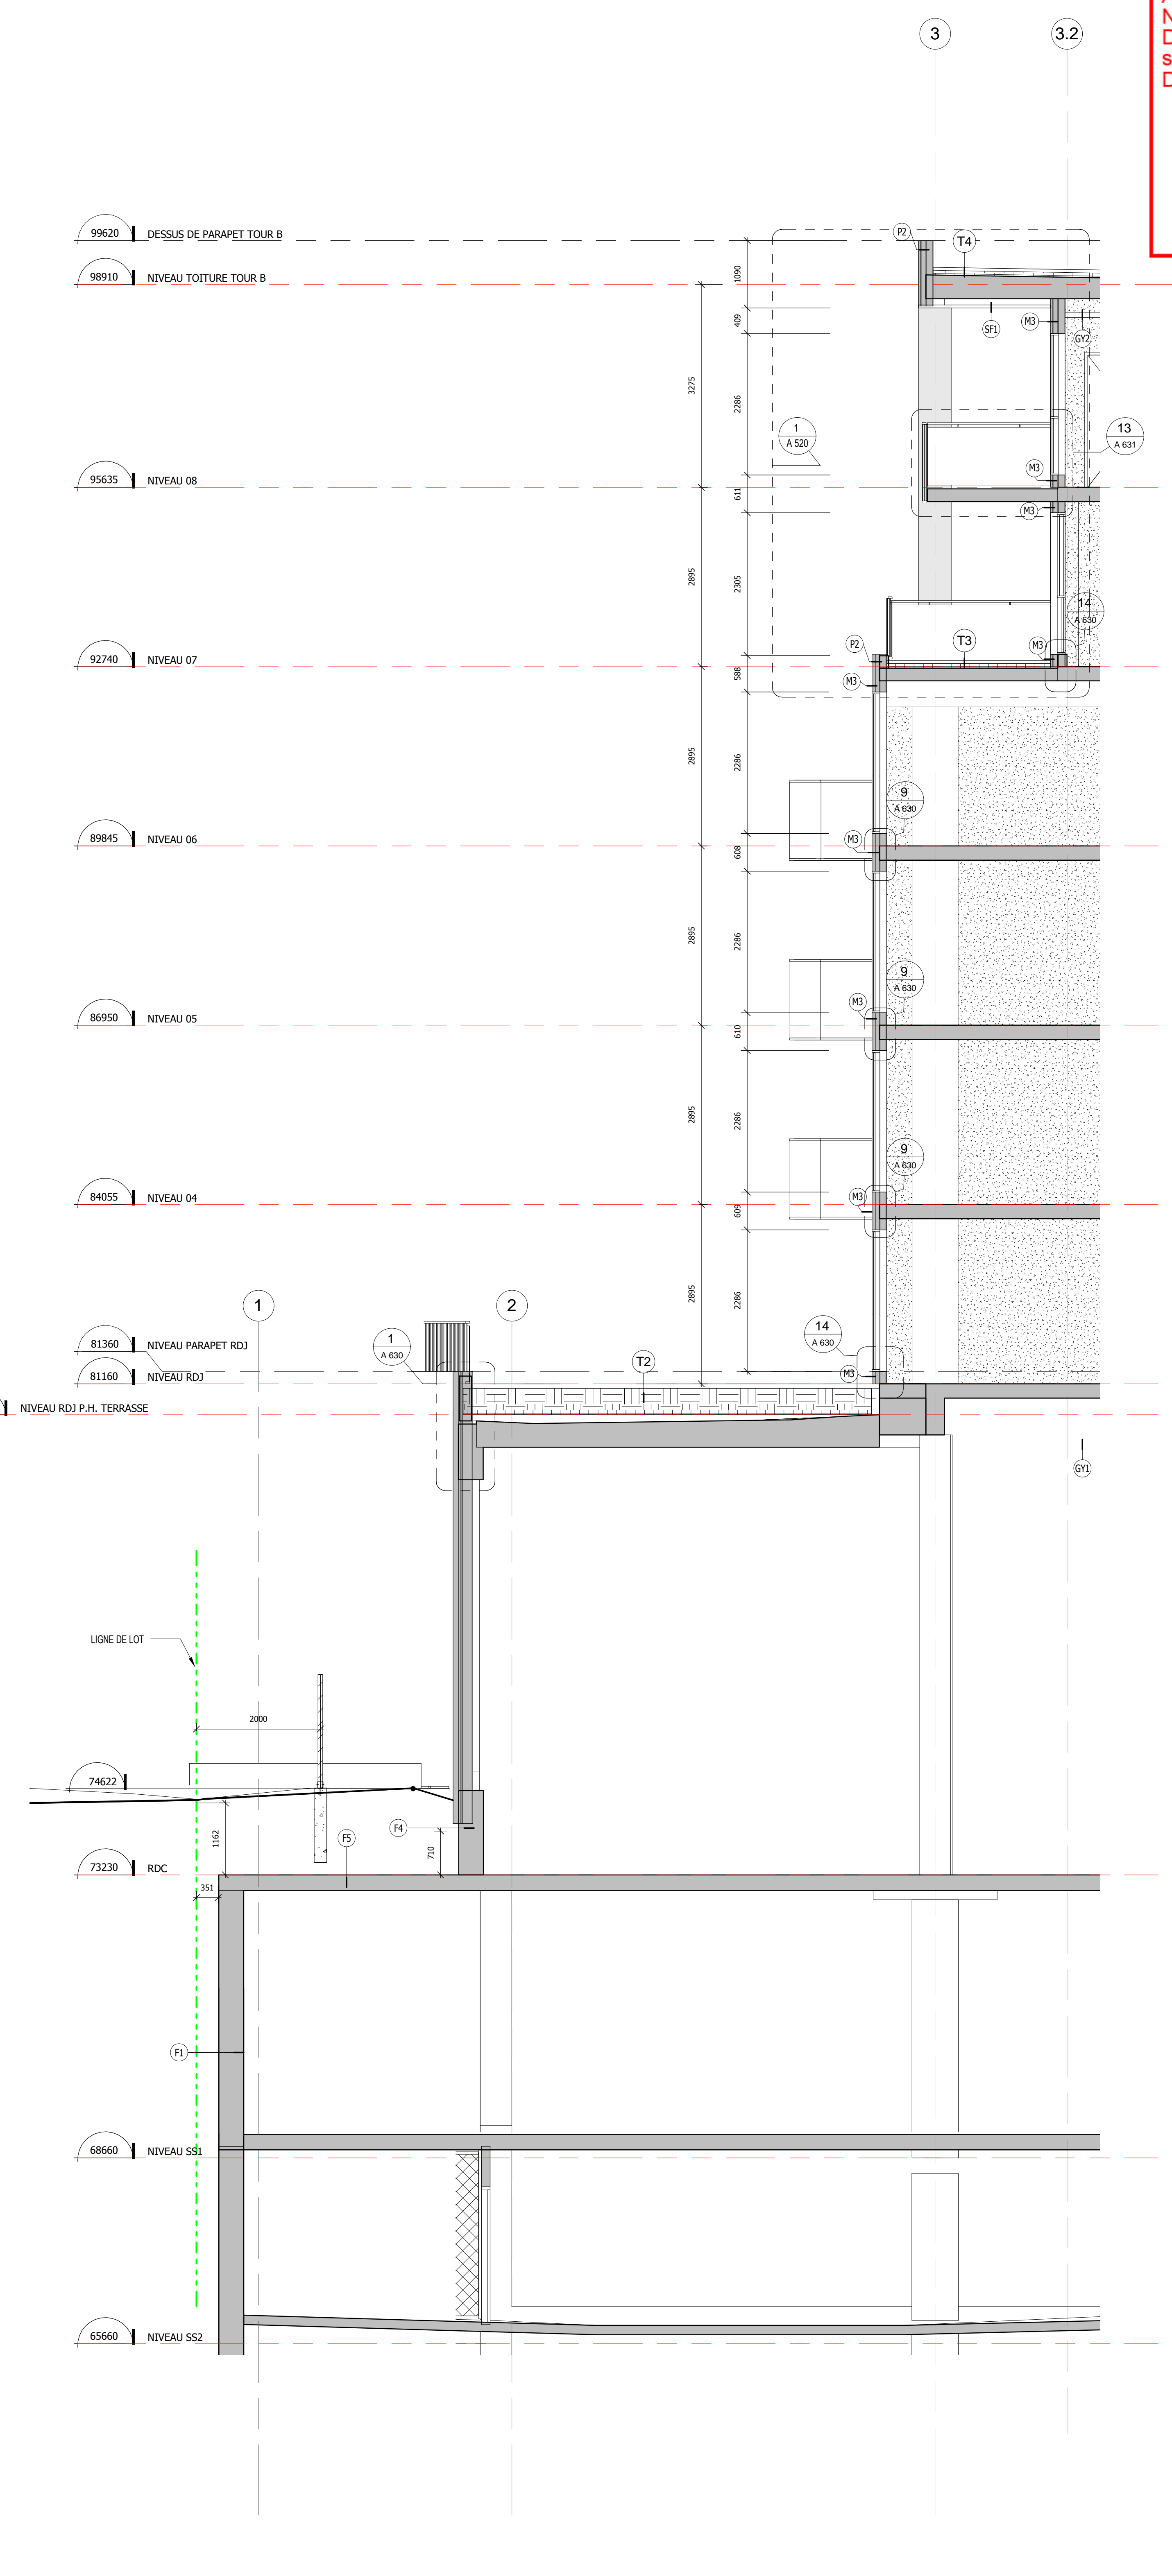 3
3.2
N
D
s
D
99620
DESSUS DE PARAPET TOUR B
P2
T4
98910
NIVEAU TOITURE TOUR B
1090
409
SF1
M3
GY2
3275
2286
1
A 520
13
A 631
95635
NIVEAU 08
M3
611
M3
2895
2305
14
A 630
92740
NIVEAU 07
P2
T3
M3
588
M3
2895
2286
9
A 630
89845
NIVEAU 06
M3
608
2895
2286
9
A 630
86950
NIVEAU 05
M3
610
2895
2286
9
A 630
84055
NIVEAU 04
M3
609
2895
2286
1
2
81360
NIVEAU PARAPET RDJ
1
A 630
14
A 630
T2
M3
81160
NIVEAU RDJ
NIVEAU RDJ P.H. TERRASSE
GY1
LIGNE DE LOT
2000
74622
1162
F5
F4
710
73230
RDC
351
F1
68660
NIVEAU SS1
65660
NIVEAU SS2